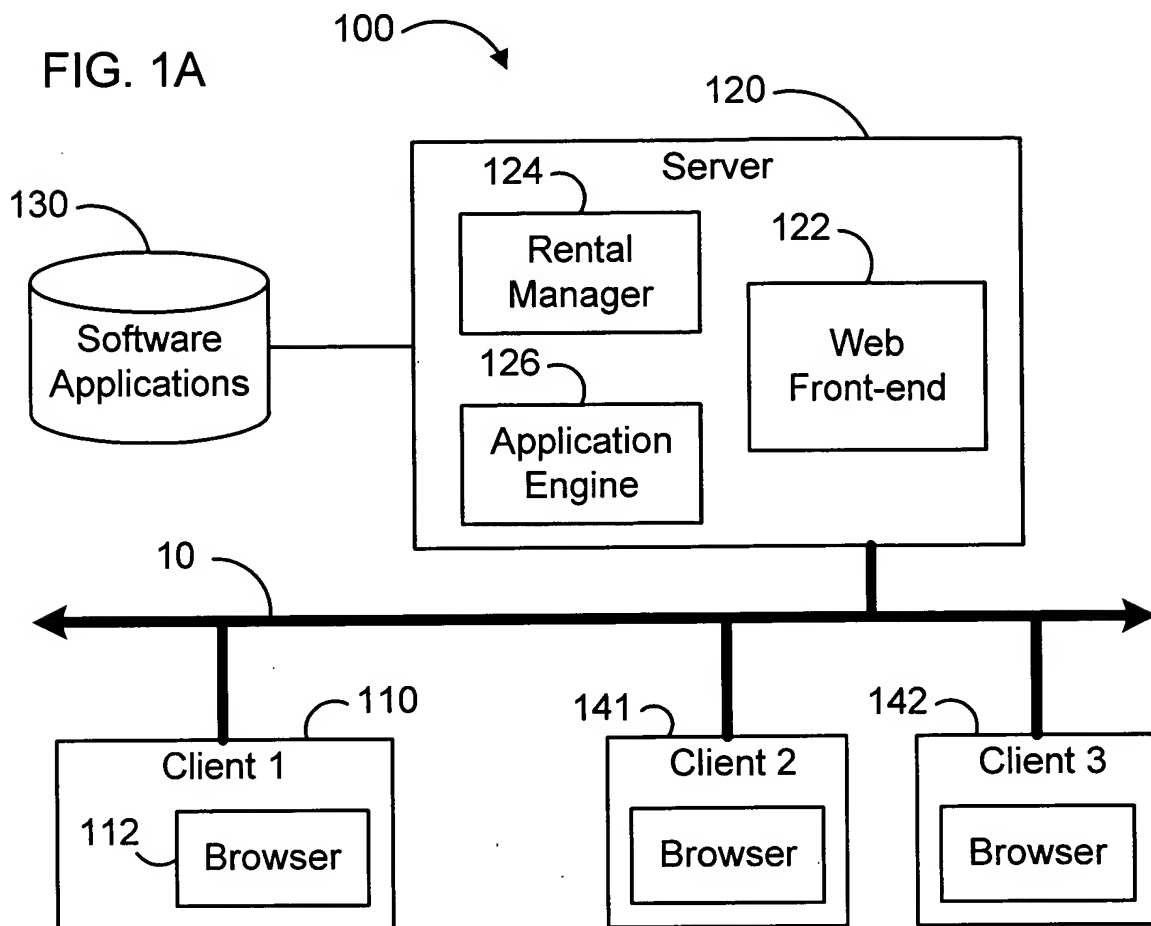 100
FIG. 1A
120
Server
124
130
122
Rental
Manager
Software
Applications
Web
Front-end
126
Application
Engine
10
110
141
142
Client 1
Client 2
Client 3
112
Browser
Browser
Browser